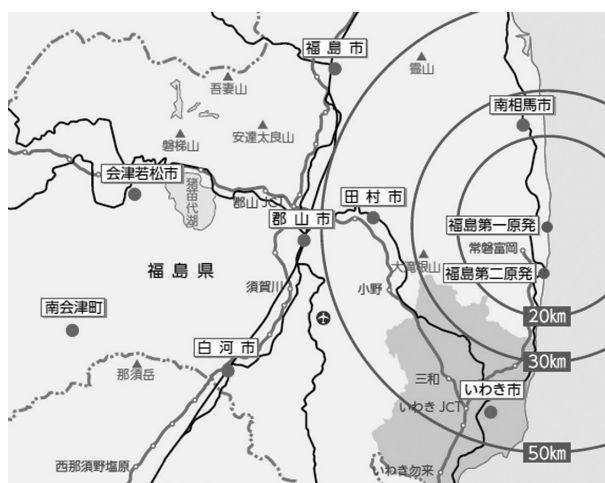 福島市
霊山
吾妻山
南相馬市
磐梯山
安達太良山
会津若松市
猪苗代湖
郡山JCT
田村市
郡山市
福島第一原発
常磐富岡
大滝根山
福島第二原発
福島県
須賀川
小野
南会津町
20km
白河市
那須岳
30km
三和
いわき市
いわきJCT
50km
西那須野塩原
いわき勿来